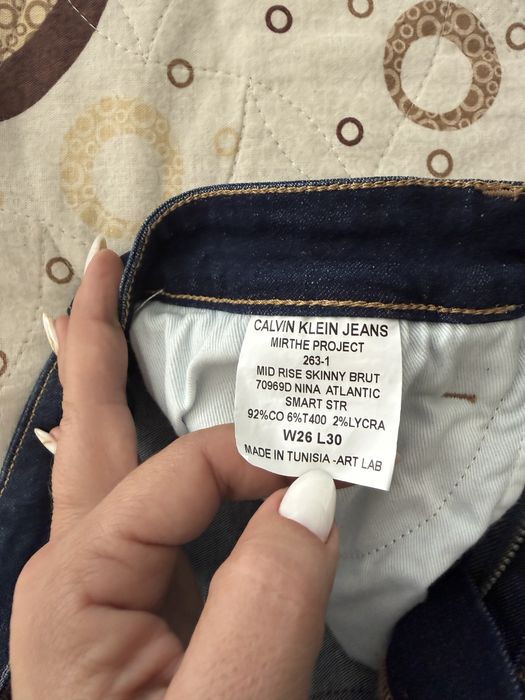 CALVIN KLEIN JEANS
MIRTHE PROJECT
263-1
MID RISE SKINNY BRUT
70969D NINA ATLANTIC
SMART STR
92%CO 6%T400 2%LYCRA
W26 L30
MADE IN TUNISIA -ART LAB